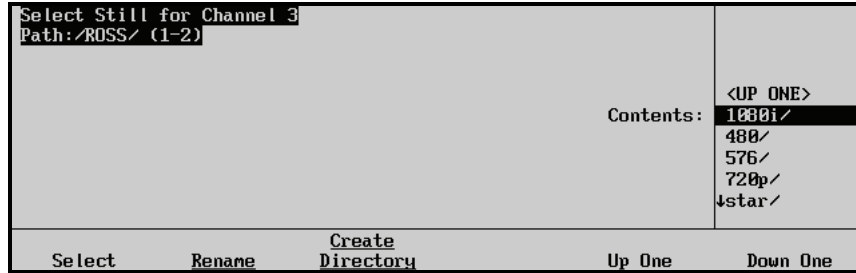 Select Still for Channel 3
Path:/ROSS/ (1-2)
<UP ONE>
Contents: 1080i/
480/
576/
720p/
↓star/
Create
Select Rename Directory Up One Down One